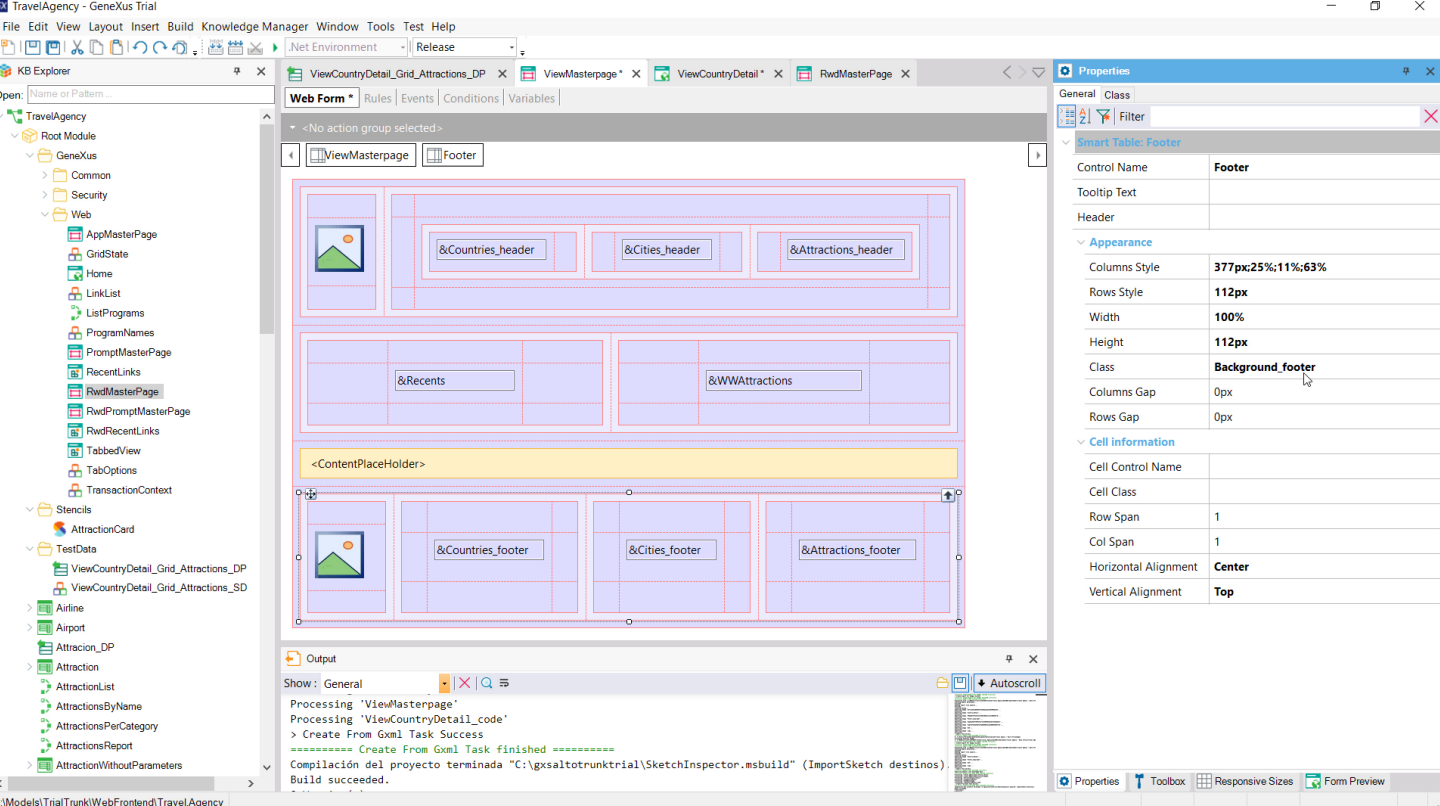 TravelAgency - GeneXus Trial
File Edit View Layout Insert Build Knowledge Manager Window Tools Test Help
.Net Environment Release
KB Explorer
Open: Name or Pattern ...
TravelAgency
Root Module
GeneXus
Common
Security
Web
AppMasterPage
GridState
Home
LinkList
ListPrograms
ProgramNames
PromptMasterPage
RecentLinks
RwdMasterPage
RwdPromptMasterPage
RwdRecentLinks
TabbedView
TabOptions
TransactionContext
Stencils
AttractionCard
TestData
ViewCountryDetail_Grid_Attractions_DP
ViewCountryDetail_Grid_Attractions_SD
Airline
Airport
Attracion_DP
Attraction
AttractionList
AttractionsByName
AttractionsPerCategory
AttractionsReport
AttractionWithoutParameters
:\Models\TrialTrunk\WebFrontend\Travel.Agency
ViewCountryDetail_Grid_Attractions_DP ViewMasterpage * ViewCountryDetail * RwdMasterPage
Web Form * Rules Events Conditions Variables
<No action group selected>
ViewMasterpage Footer
&Countries_header &Cities_header &Attractions_header
&Recents &WWAttractions
<ContentPlaceHolder>
&Countries_footer &Cities_footer &Attractions_footer
Output
Show : General Autoscroll
Processing 'ViewMasterpage'
Processing 'ViewCountryDetail_code'
> Create From Gxml Task Success
========== Create From Gxml Task finished ==========
Compilación del proyecto terminada "C:\gxsaltotrunktrial\SketchInspector.msbuild" (ImportSketch destinos).
Build succeeded.
Properties
General Class
Filter
Smart Table: Footer
Control Name Footer
Tooltip Text
Header
Appearance
Columns Style 377px;25%;11%;63%
Rows Style 112px
Width 100%
Height 112px
Class Background_footer
Columns Gap 0px
Rows Gap 0px
Cell information
Cell Control Name
Cell Class
Row Span 1
Col Span 1
Horizontal Alignment Center
Vertical Alignment Top
Properties Toolbox Responsive Sizes Form Preview